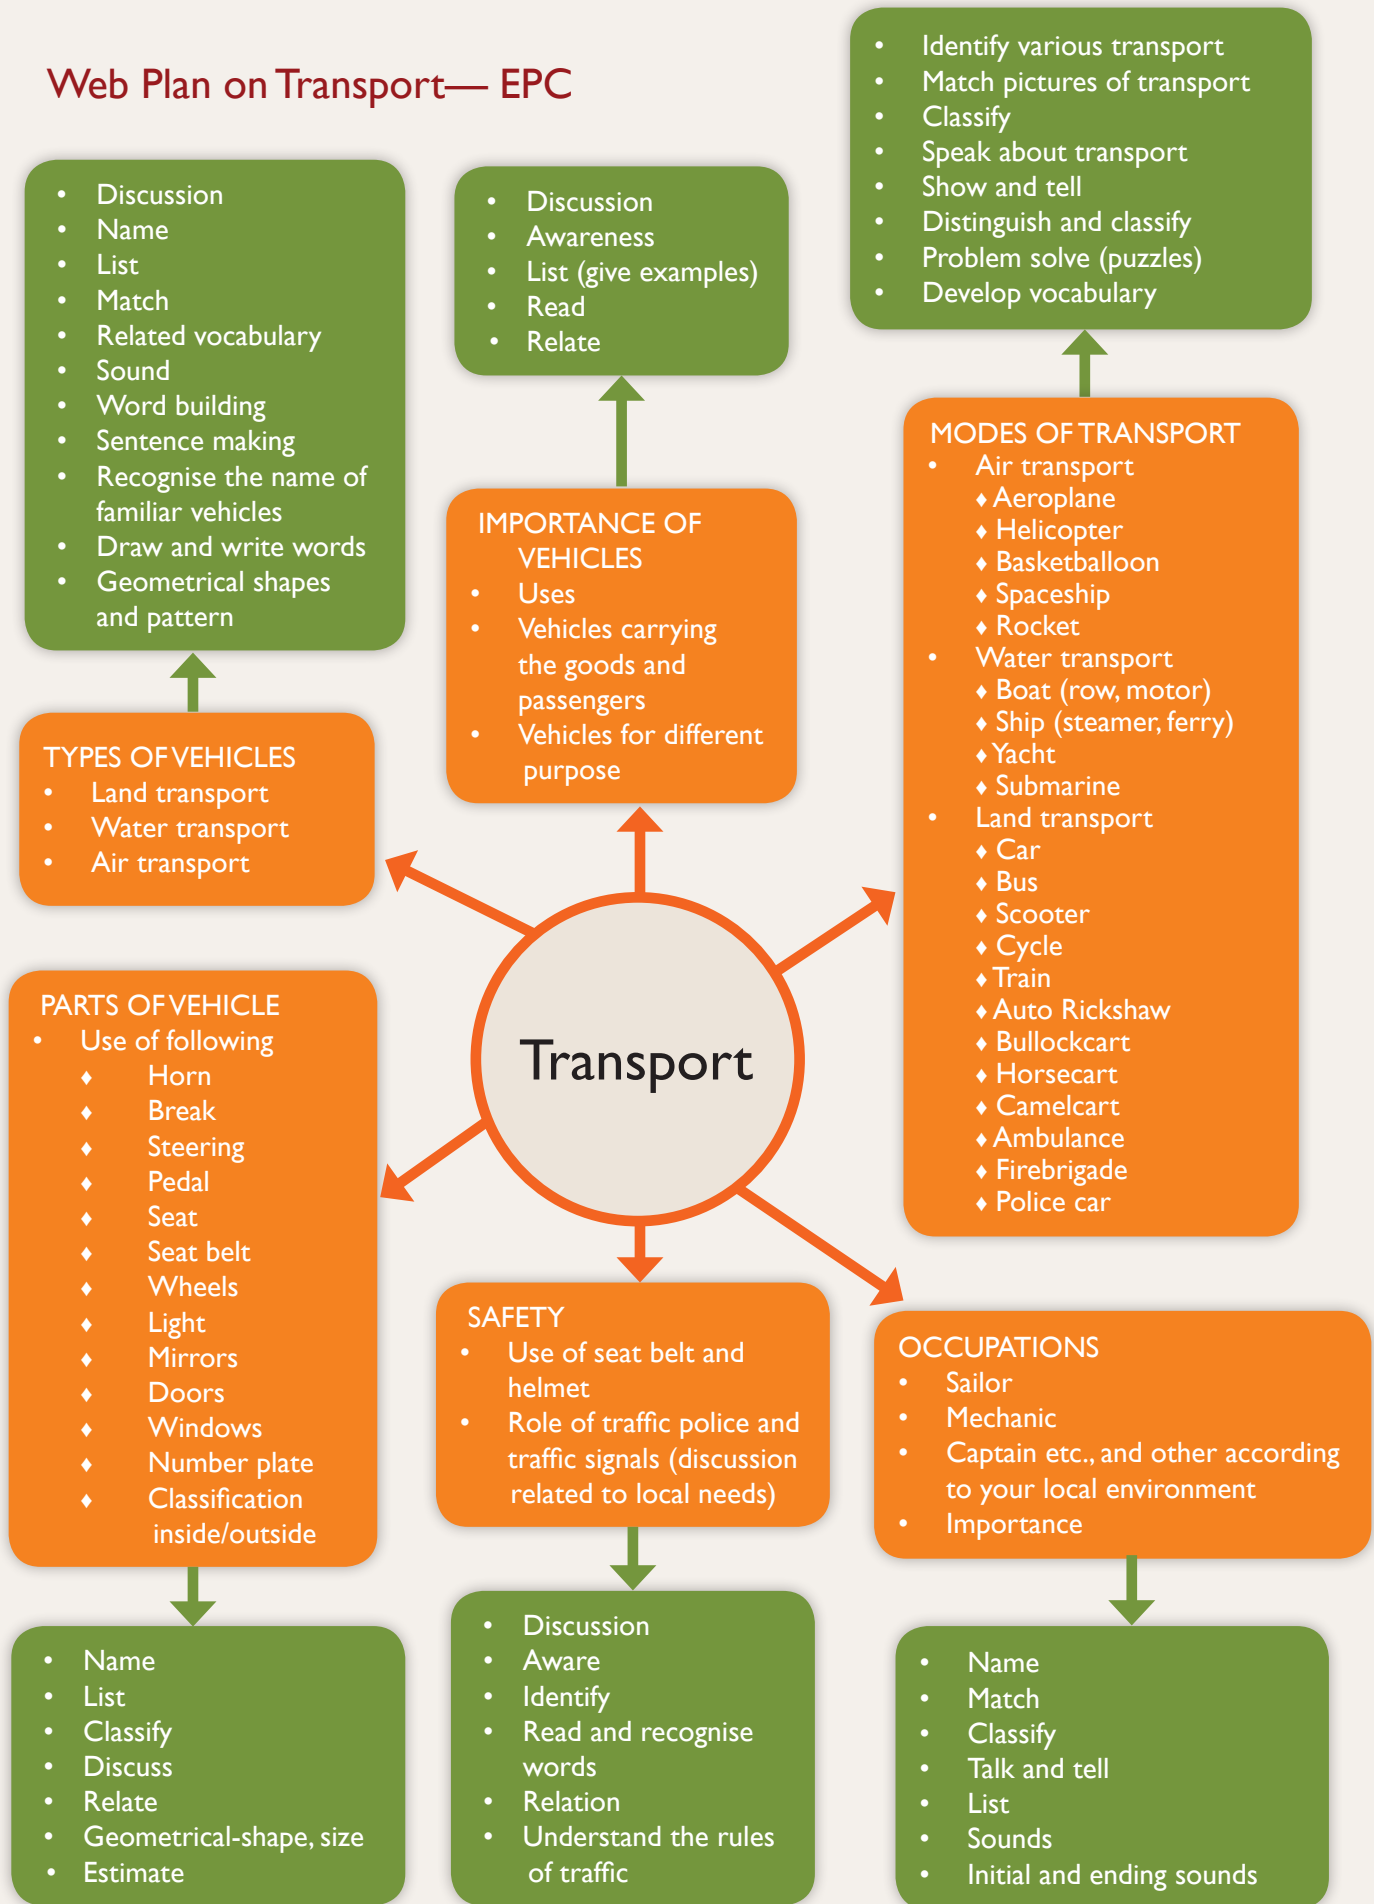 Web Plan on Transport— EPC
• Discussion
• Name
• List
• Match
• Related vocabulary
• Sound
• Word building
• Sentence making
• Recognise the name of
familiar vehicles
• Draw and write words
• Geometrical shapes
and pattern
• Discussion
• Awareness
• List (give examples)
• Read
• Relate
• Identify various transport
• Match pictures of transport
• Classify
• Speak about transport
• Show and tell
• Distinguish and classify
• Problem solve (puzzles)
• Develop vocabulary
TYPES OF VEHICLES
• Land transport
• Water transport
• Air transport
IMPORTANCE OF
VEHICLES
• Uses
• Vehicles carrying
the goods and
passengers
• Vehicles for different
purpose
MODES OF TRANSPORT
• Air transport
♦ Aeroplane
♦ Helicopter
♦ Basketballoon
♦ Spaceship
♦ Rocket
• Water transport
♦ Boat (row, motor)
♦ Ship (steamer, ferry)
♦ Yacht
♦ Submarine
• Land transport
♦ Car
♦ Bus
♦ Scooter
♦ Cycle
♦ Train
♦ Auto Rickshaw
♦ Bullockcart
♦ Horsecart
♦ Camelcart
♦ Ambulance
♦ Firebrigade
♦ Police car
Transport
PARTS OF VEHICLE
• Use of following
♦ Horn
♦ Break
♦ Steering
♦ Pedal
♦ Seat
♦ Seat belt
♦ Wheels
♦ Light
♦ Mirrors
♦ Doors
♦ Windows
♦ Number plate
♦ Classification
inside/outside
SAFETY
• Use of seat belt and
helmet
• Role of traffic police and
traffic signals (discussion
related to local needs)
OCCUPATIONS
• Sailor
• Mechanic
• Captain etc., and other according
to your local environment
• Importance
• Name
• List
• Classify
• Discuss
• Relate
• Geometrical-shape, size
• Estimate
• Discussion
• Aware
• Identify
• Read and recognise
words
• Relation
• Understand the rules
of traffic
• Name
• Match
• Classify
• Talk and tell
• List
• Sounds
• Initial and ending sounds